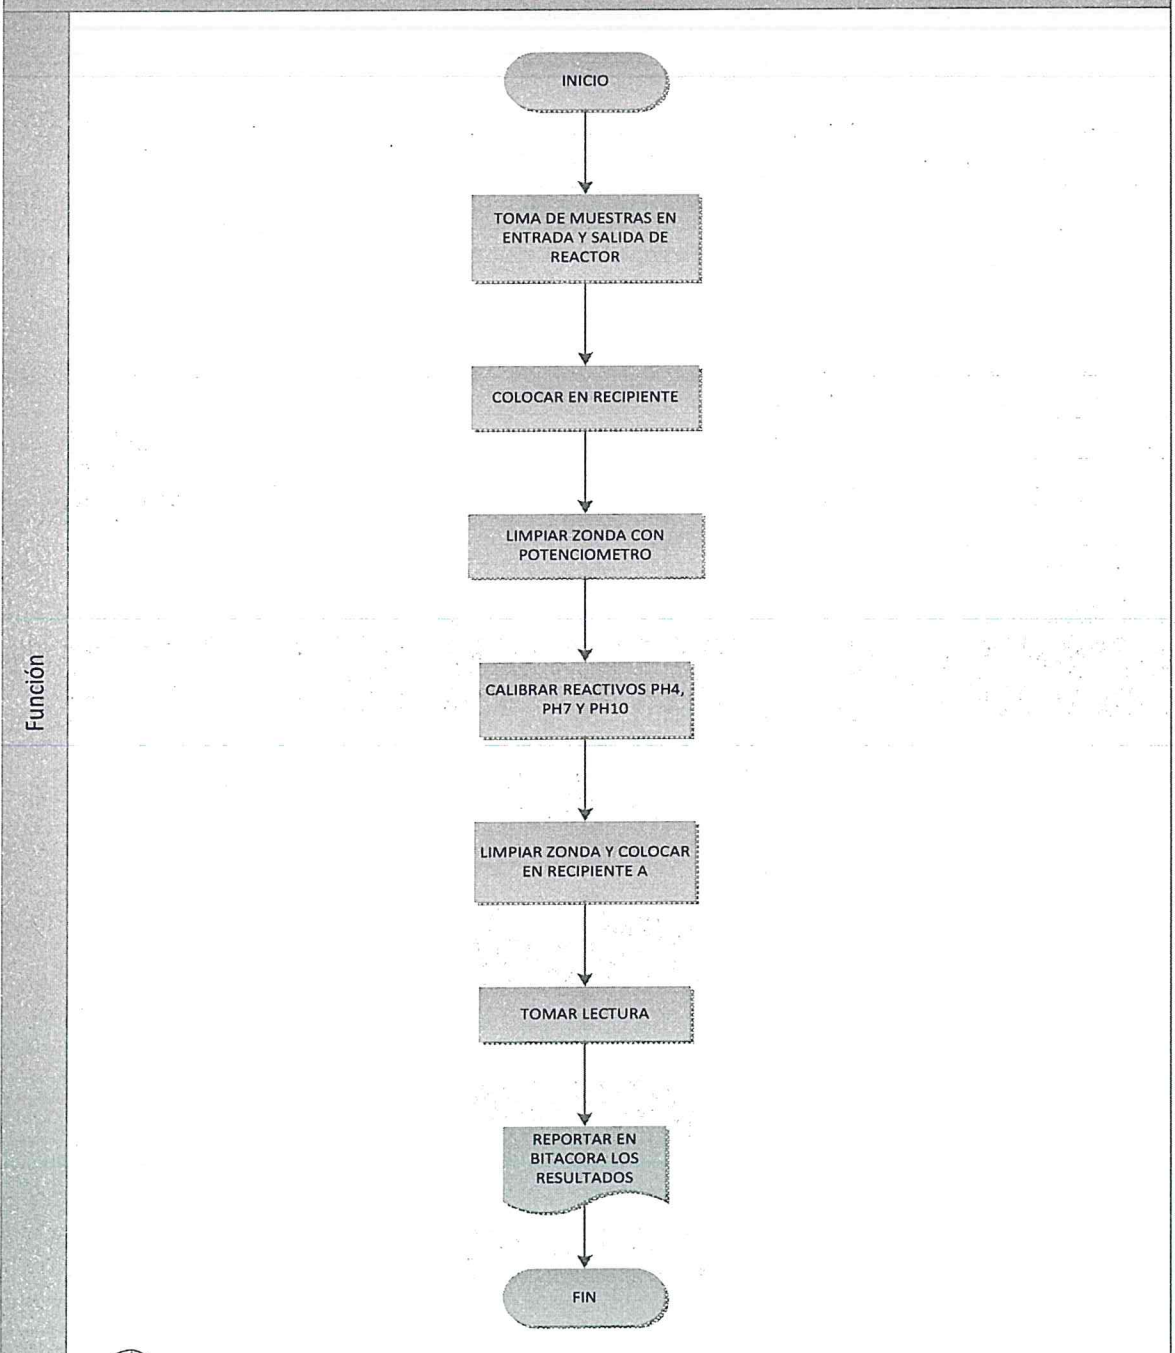 INICIO
TOMA DE MUESTRAS EN
ENTRADA Y SALIDA DE
REACTOR
COLOCAR EN RECIPIENTE
LIMPIAR ZONDA CON
POTENCIOMETRO
CALIBRAR REACTIVOS PH4,
PH7 Y PH10
LIMPIAR ZONDA Y COLOCAR
EN RECIPIENTE A
TOMAR LECTURA
REPORTAR EN
BITACORA LOS
RESULTADOS
FIN
Función